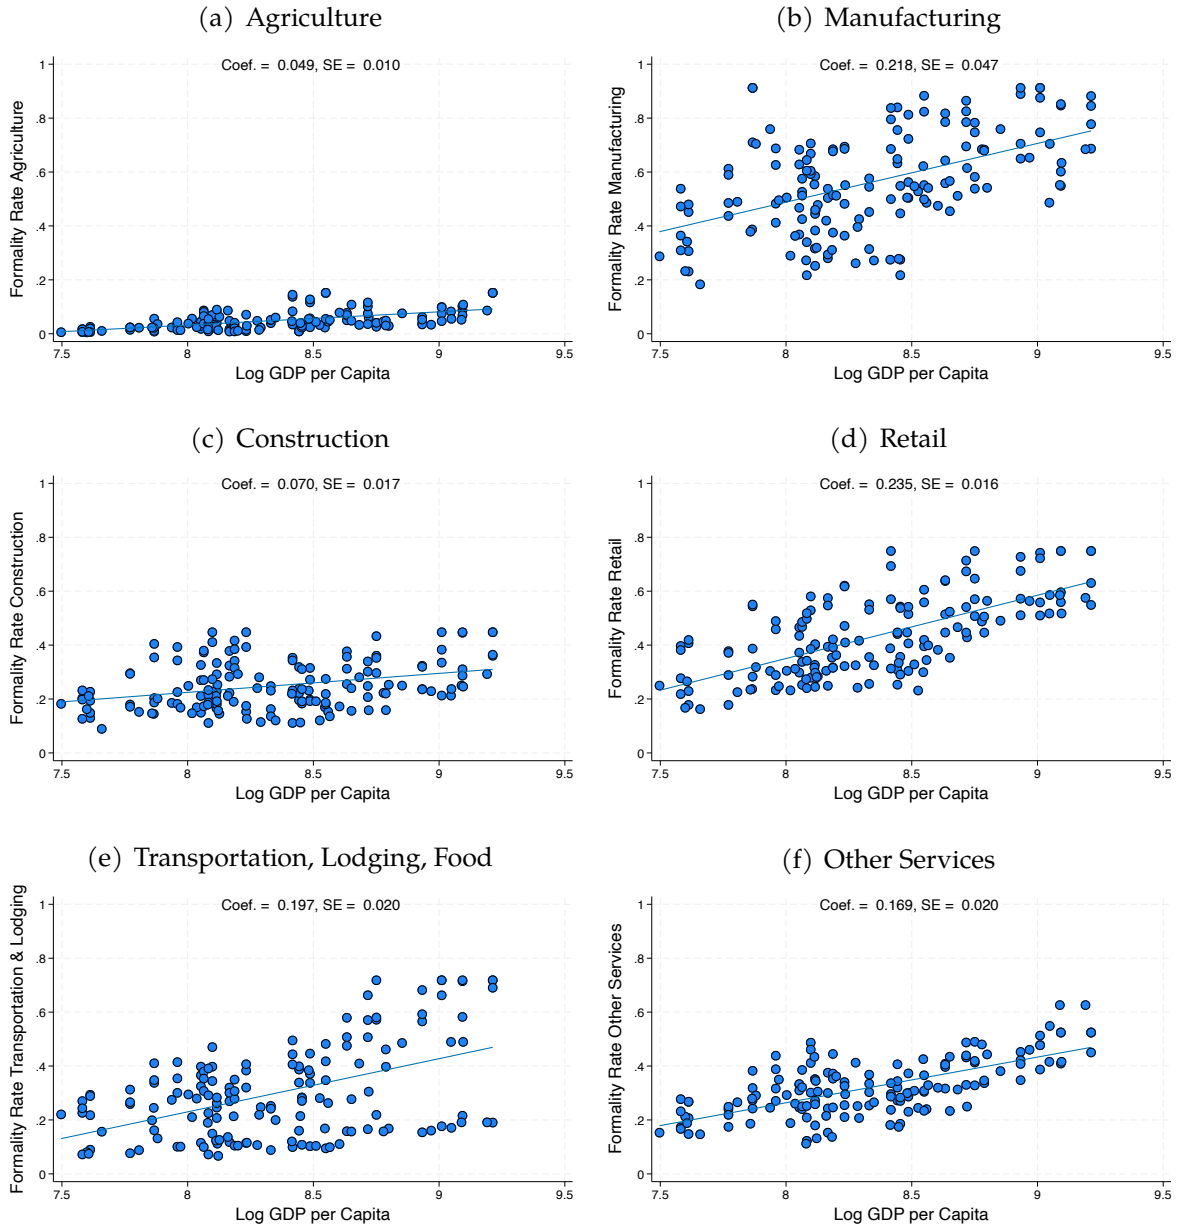 (a) Agriculture
Coef. = 0.049, SE = 0.010
Formality Rate Agriculture
1
.8
.6
.4
.2
0
7.5 8 8.5 9 9.5
Log GDP per Capita
(b) Manufacturing
Coef. = 0.218, SE = 0.047
Formality Rate Manufacturing
1
.8
.6
.4
.2
0
7.5 8 8.5 9 9.5
Log GDP per Capita
(c) Construction
Coef. = 0.070, SE = 0.017
Formality Rate Construction
1
.8
.6
.4
.2
0
7.5 8 8.5 9 9.5
Log GDP per Capita
(d) Retail
Coef. = 0.235, SE = 0.016
Formality Rate Retail
1
.8
.6
.4
.2
0
7.5 8 8.5 9 9.5
Log GDP per Capita
(e) Transportation, Lodging, Food
Coef. = 0.197, SE = 0.020
Formality Rate Transportation & Lodging
1
.8
.6
.4
.2
0
7.5 8 8.5 9 9.5
Log GDP per Capita
(f) Other Services
Coef. = 0.169, SE = 0.020
Formality Rate Other Services
1
.8
.6
.4
.2
0
7.5 8 8.5 9 9.5
Log GDP per Capita